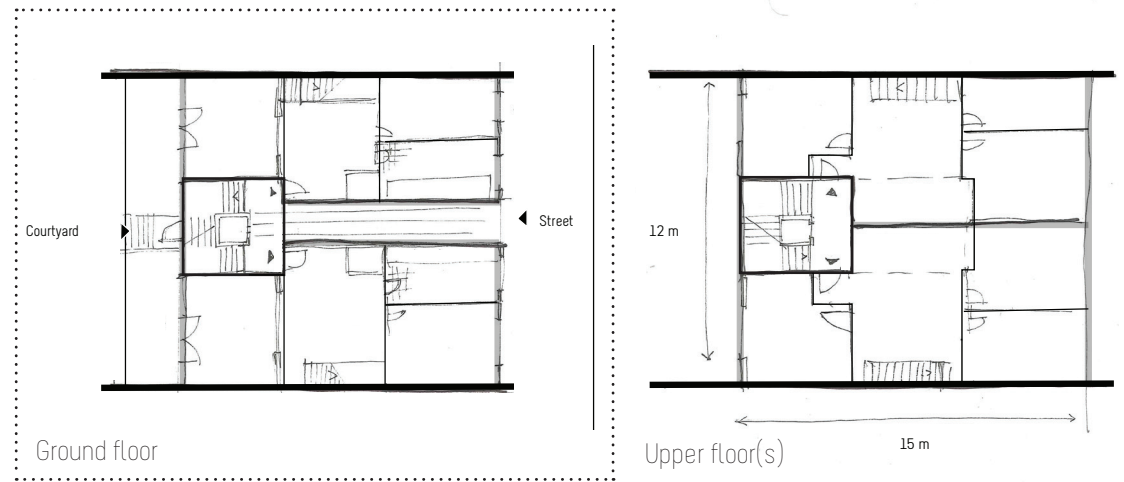 Courtyard
Street
Ground floor
12 m
15 m
Upper floor(s)